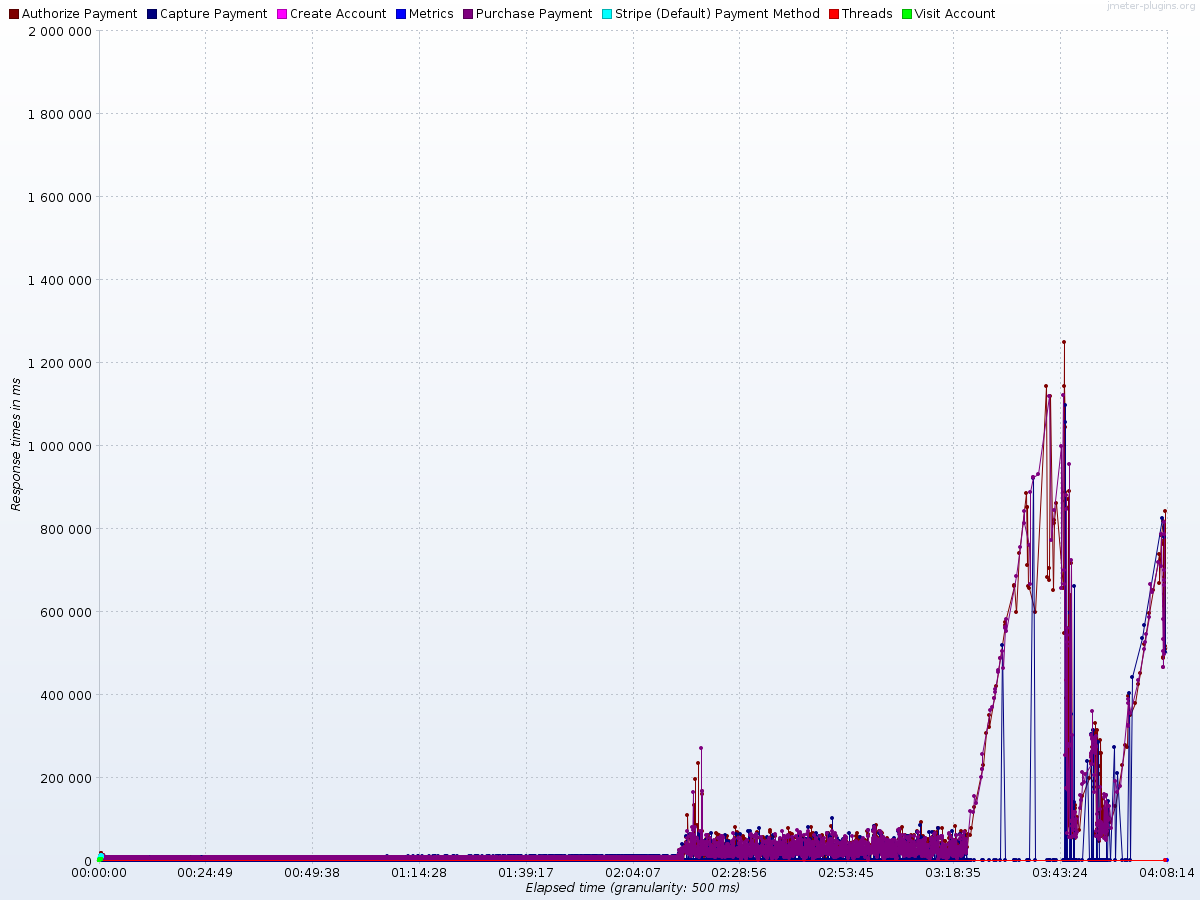 jmeter-plugins.org
Authorize Payment Capture Payment Create Account Metrics Purchase Payment Stripe (Default) Payment Method Threads Visit Account
2 000 000
1 800 000
1 600 000
1 400 000
1 200 000
1 000 000
800 000
600 000
400 000
200 000
0
Response times in ms
00:00:00 00:24:49 00:49:38 01:14:28 01:39:17 02:04:07 02:28:56 02:53:45 03:18:35 03:43:24 04:08:14
Elapsed time (granularity: 500 ms)